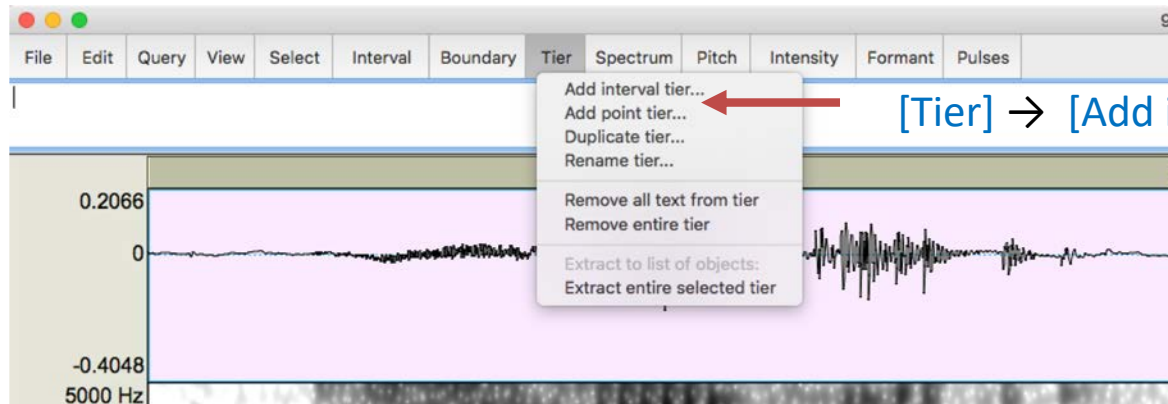 9
File Edit Query View Select Interval Boundary Tier Spectrum Pitch Intensity Formant Pulses
Add interval tier...
Add point tier...
Duplicate tier...
Rename tier...
Remove all text from tier
Remove entire tier
Extract to list of objects:
Extract entire selected tier
[Tier] → [Add
0.2066
0
-0.4048
5000 Hz